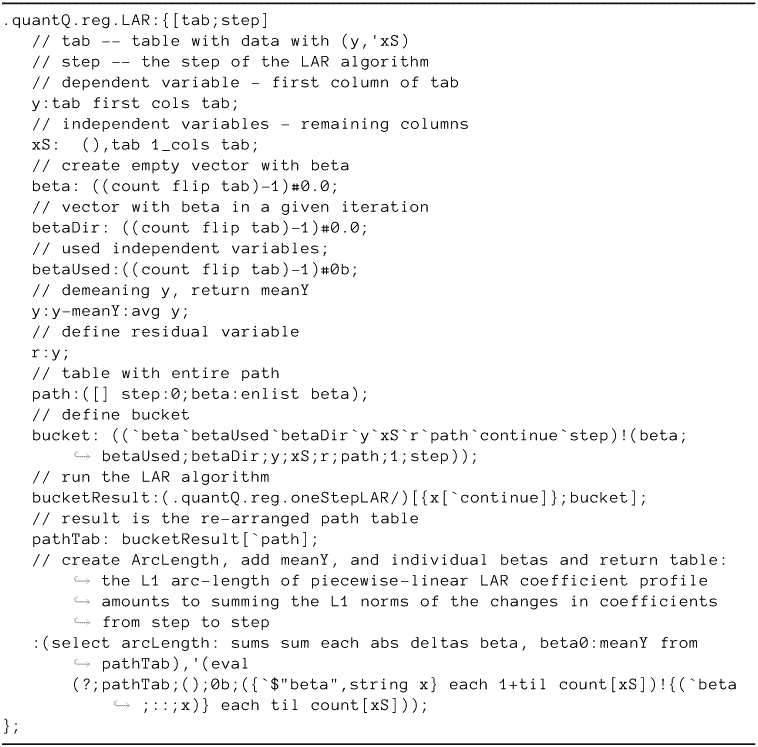 .quantQ.reg.LAR:{[tab;step]
// tab -- table with data with (y,'xS)
// step -- the step of the LAR algorithm
// dependent variable - first column of tab
y:tab first cols tab;
// independent variables - remaining columns
xS:  (),tab 1_cols tab;
// create empty vector with beta
beta: ((count flip tab)-1)#0.0;
// vector with beta in a given iteration
betaDir: ((count flip tab)-1)#0.0;
// used independent variables;
betaUsed:((count flip tab)-1)#0b;
// demeaning y, return meanY
y:y-meanY:avg y;
// define residual variable
r:y;
// table with entire path
path:([] step:0;beta:enlist beta);
// define bucket
bucket: ((`beta`betaUsed`betaDir`y`xS`r`path`continue`step)!(beta;
↪ betaUsed;betaDir;y;xS;r;path;1;step));
// run the LAR algorithm
bucketResult:(.quantQ.reg.oneStepLAR/)[{x[`continue]};bucket];
// result is the re-arranged path table
pathTab: bucketResult[`path];
// create ArcLength, add meanY, and individual betas and return table:
↪ the L1 arc-length of piecewise-linear LAR coefficient profile
↪ amounts to summing the L1 norms of the changes in coefficients
↪ from step to step
:(select arcLength: sums sum each abs deltas beta, beta0:meanY from
↪ pathTab),'(eval
(?;pathTab;();0b;({`$"beta",string x} each 1+til count[xS])!{(`beta
↪ ;::;x)} each til count[xS]));
};